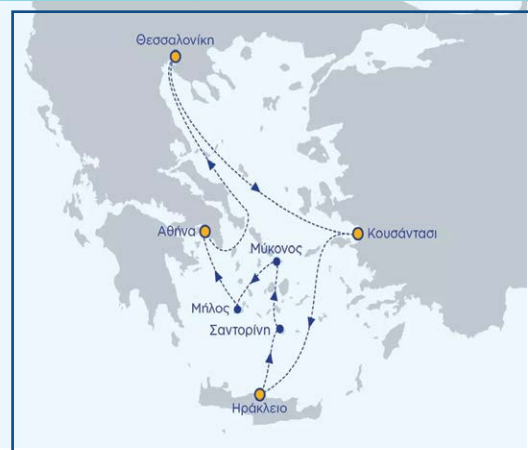 Θεσσαλονίκη
Αθήνα
Κουσάντασι
Μύκονος
Μήλος
Σαντορίνη
Ηράκλειο